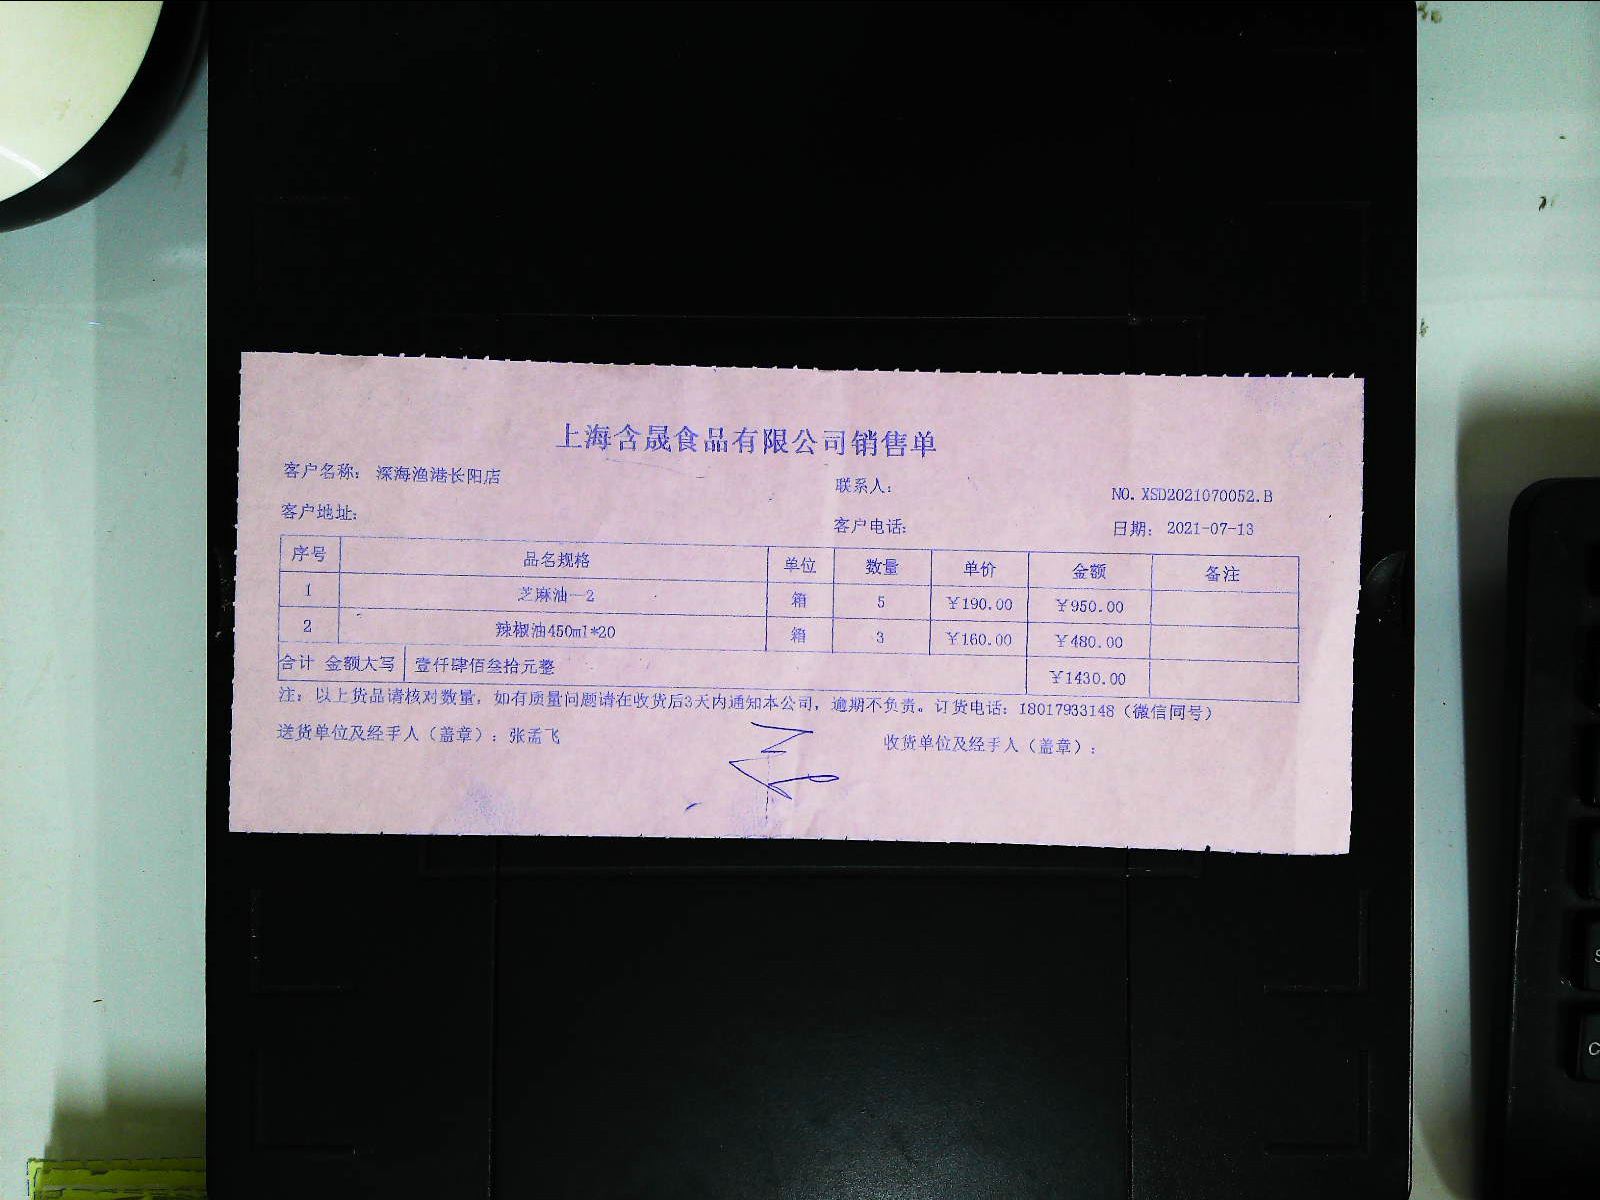 上海含晟食品有限公司销售单
客户名称： 深海渔港长阳店 联系人： NO. XSD2021070052.B
客户地址： 客户电话： 日期： 2021-07-13
序号 品名规格 单位 数量 单价 金额 备注
1 芝麻油一2 箱 5 ￥190.00 ￥950.00
2 辣椒油450ml*20 箱 3 ￥160.00 ￥480.00
合计 金额大写 壹仟肆佰叁拾元整 ￥1430.00
注：以上货品请核对数量，如有质量问题请在收货后3天内通知本公司，逾期不负责。订货电话：18017933148（微信同号）
送货单位及经手人（盖章）：张孟飞 收货单位及经手人（盖章）：
S
C